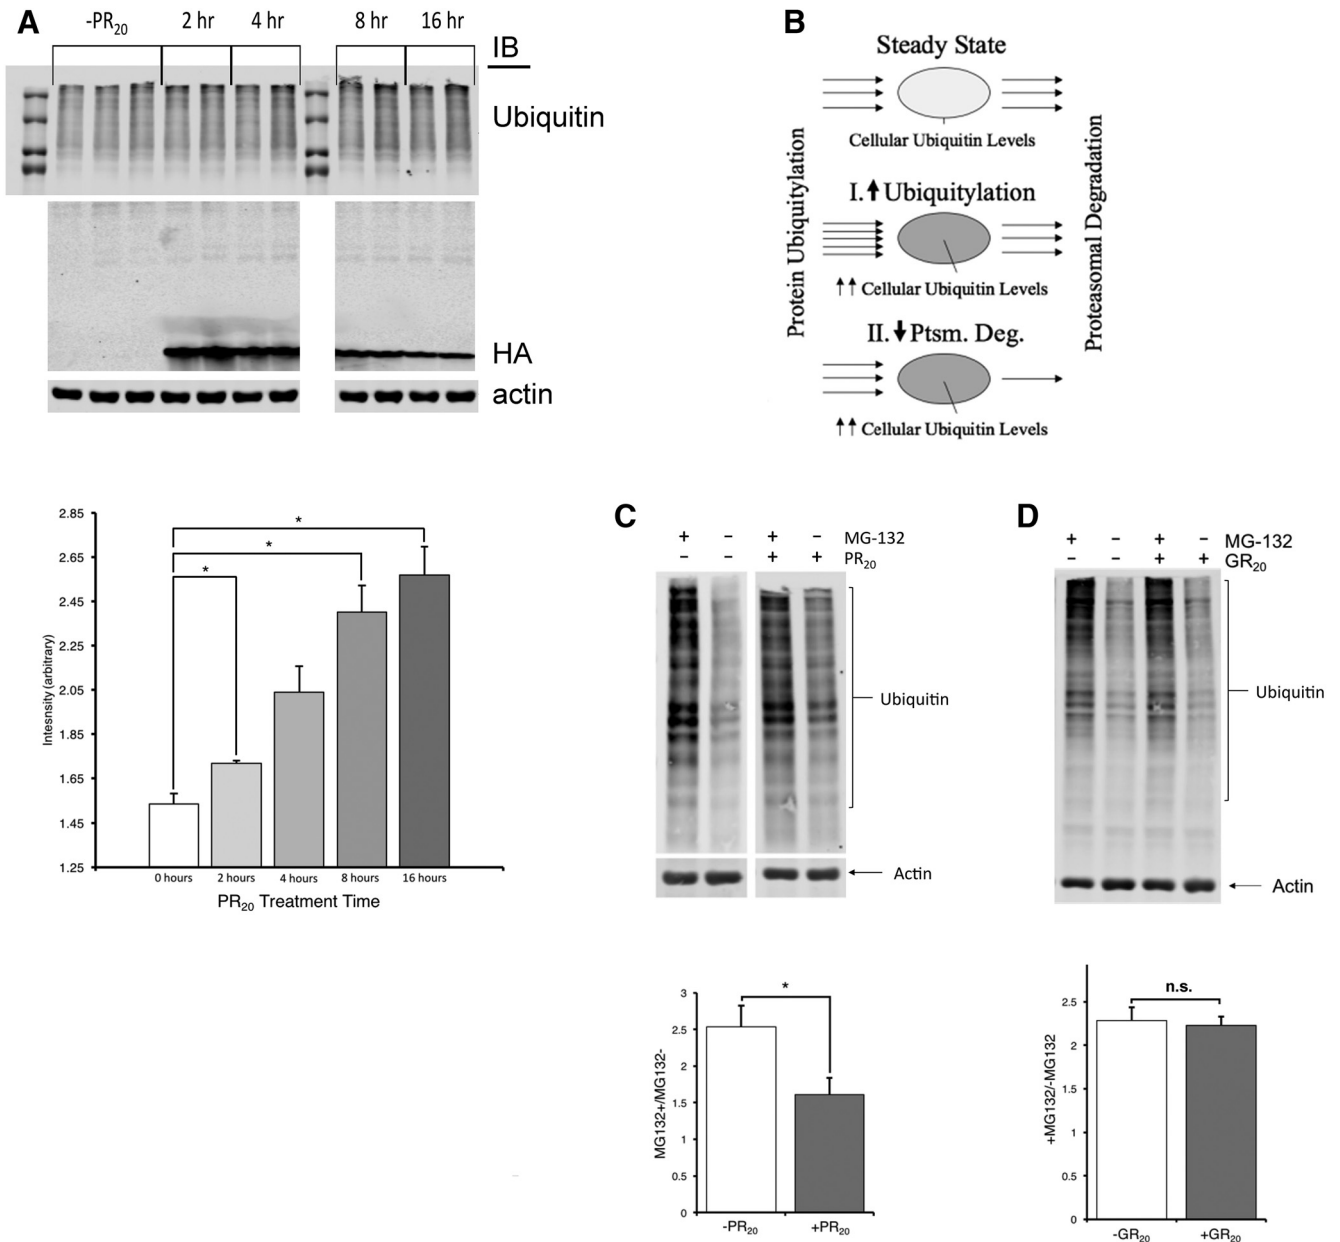 A
-PR20 2 hr 4 hr 8 hr 16 hr
IB
Ubiquitin
HA
actin
B
Steady State
Cellular Ubiquitin Levels
I.⬆Ubiquitylation
↑↑ Cellular Ubiquitin Levels
II.⬇Ptsm. Deg.
↑↑ Cellular Ubiquitin Levels
Protein Ubiquitylation
Proteasomal Degradation
2.85
2.65
2.45
2.25
2.05
1.85
1.65
1.45
1.25
Intesnsity (arbitrary)
* * *
0 hours 2 hours 4 hours 8 hours 16 hours
PR20 Treatment Time
C
+ − + − MG-132
− − + + PR20
Ubiquitin
Actin
3
2.5
2
1.5
1
0.5
0
MG132+/MG132-
*
-PR20 +PR20
D
+ − + − MG-132
− − + + GR20
Ubiquitin
Actin
2.5
2
1.5
1
0.5
0
+MG132/-MG132
n.s.
-GR20 +GR20